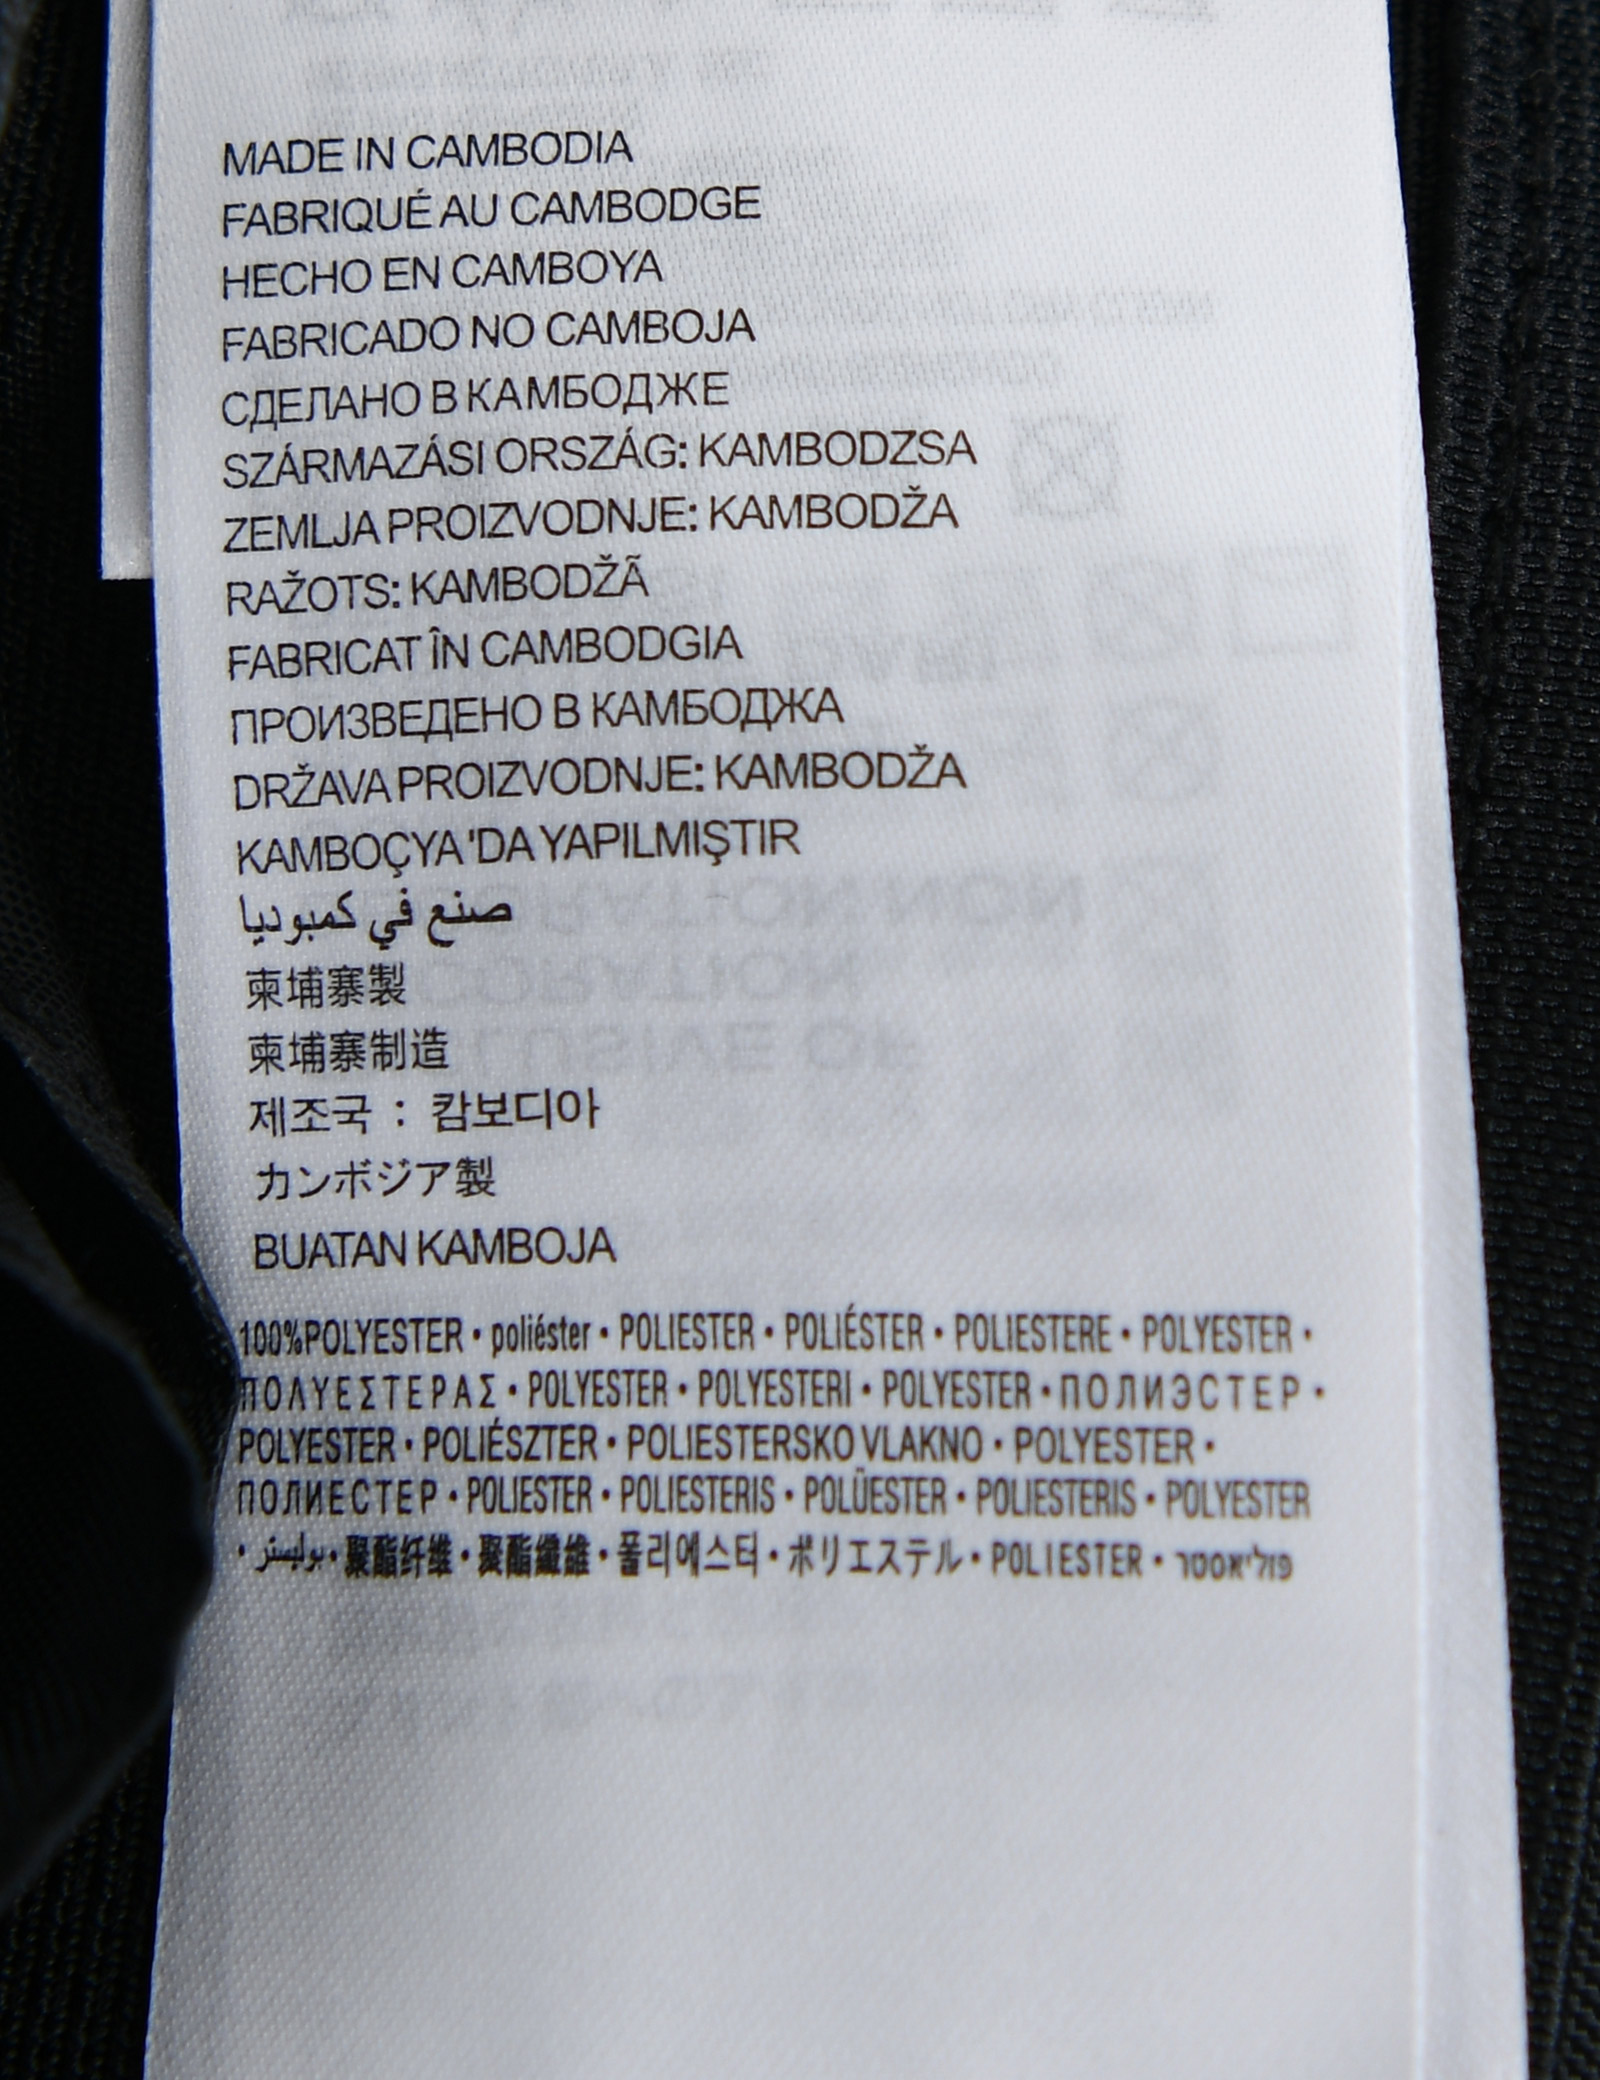 MADE IN CAMBODIA
FABRIQUÉ AU CAMBODGE
HECHO EN CAMBOYA
FABRICADO NO CAMBOJA
СДЕЛАНО В КАМБОДЖЕ
SZÁRMAZÁSI ORSZÁG: KAMBODZSA
ZEMLJA PROIZVODNJE: KAMBODŽA
RAŽOTS: KAMBODŽÃ
FABRICAT ÎN CAMBODGIA
ПРОИЗВЕДЕНО В КАМБОДЖА
DRŽAVA PROIZVODNJE: KAMBODŽA
KAMBOÇYA 'DA YAPILMIŞTIR
صنع في كمبوديا
柬埔寨製
柬埔寨制造
제조국 : 캄보디아
カンボジア製
BUATAN KAMBOJA
100%POLYESTER • poliéster • POLIESTER • POLIÉSTER • POLIESTERE • POLYESTER •
ΠΟΛΥΕΣΤΕΡΑΣ • POLYESTER • POLYESTERI • POLYESTER • ПОЛИЭСТЕР •
POLYESTER • POLIÉSZTER • POLIESTERSKO VLAKNO • POLYESTER •
ПОЛИЕСТЕР • POLIESTER • POLIESTERIS • POLÜESTER • POLIESTERIS • POLYESTER
• بوليستر • 聚酯纤维 • 聚酯纖維 • 폴리에스터 • ポリエステル • POLIESTER • פוליאסטר